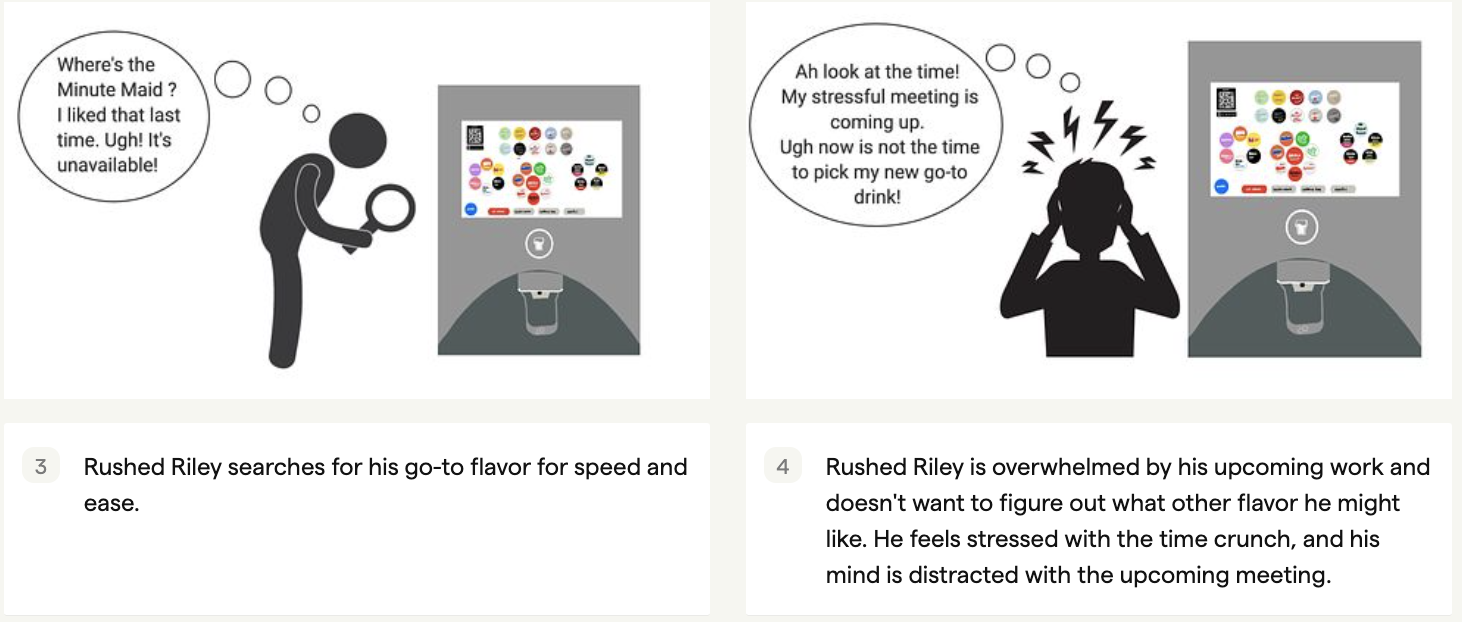 Where's the
Minute Maid ?
I liked that last
time. Ugh! It's
unavailable!
Ah look at the time!
My stressful meeting is
coming up.
Ugh now is not the time
to pick my new go-to
drink!
3
Rushed Riley searches for his go-to flavor for speed and
ease.
4
Rushed Riley is overwhelmed by his upcoming work and
doesn't want to figure out what other flavor he might
like. He feels stressed with the time crunch, and his
mind is distracted with the upcoming meeting.